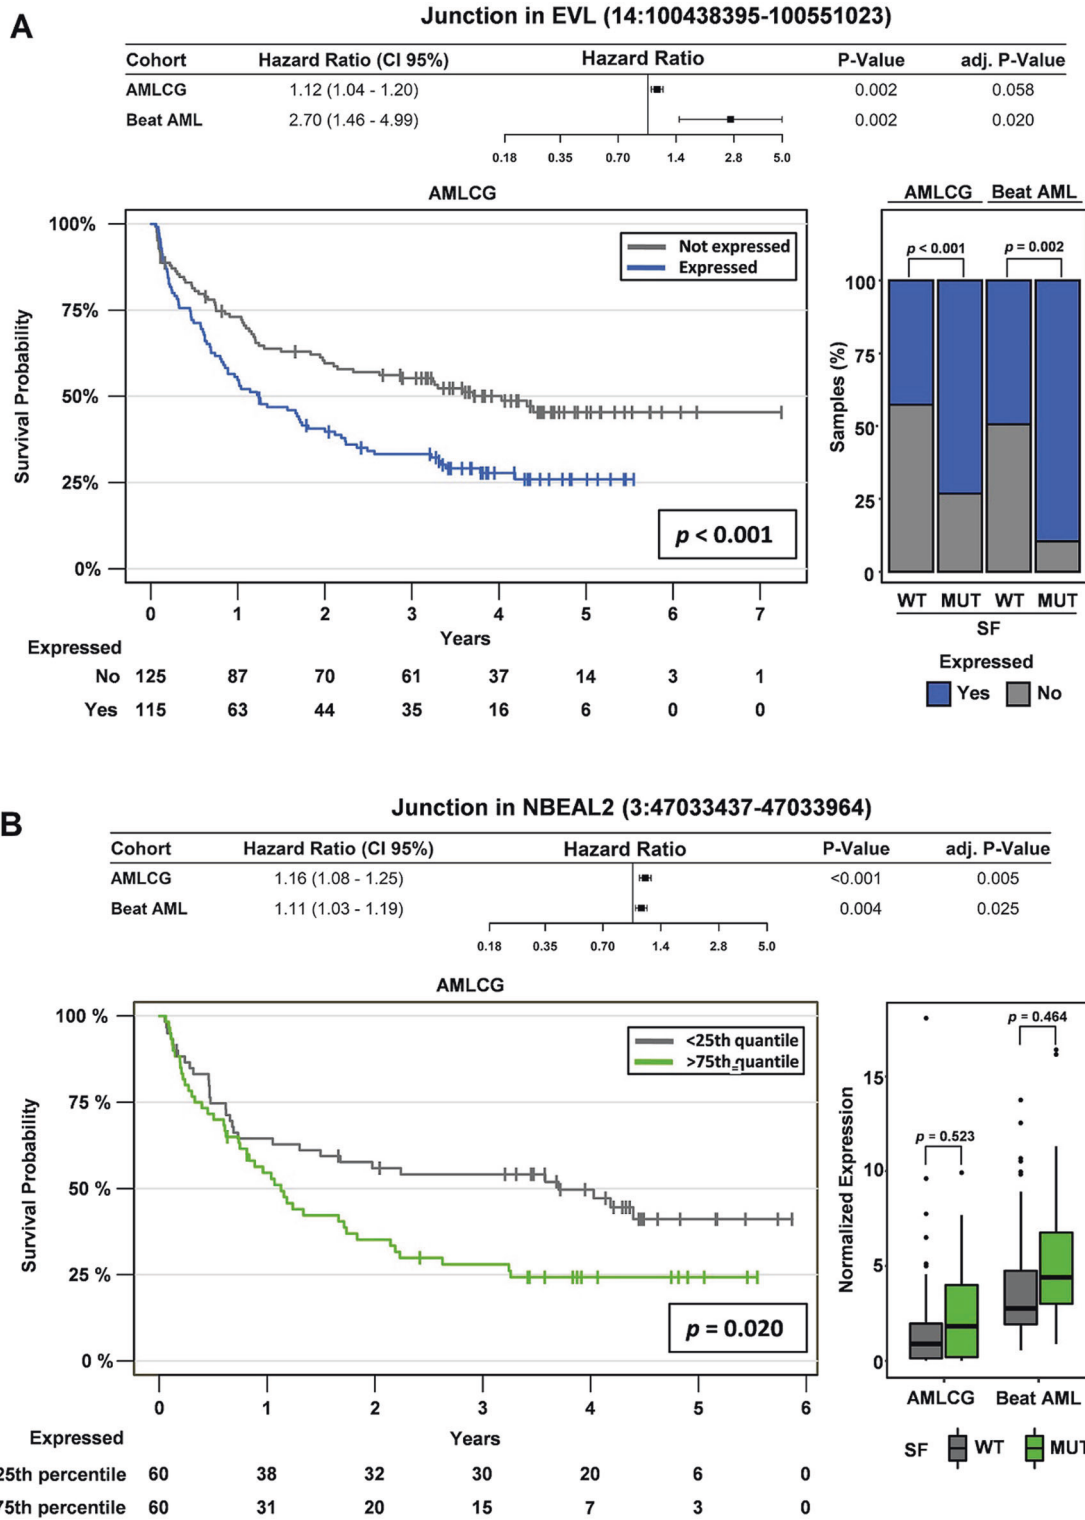 A
Junction in EVL (14:100438395-100551023)
Cohort Hazard Ratio (CI 95%) Hazard Ratio P-Value adj. P-Value
AMLCG 1.12 (1.04 - 1.20) 0.002 0.058
Beat AML 2.70 (1.46 - 4.99) 0.002 0.020
0.18 0.35 0.70 1.4 2.8 5.0
AMLCG
Survival Probability
100%
75%
50%
25%
0%
Not expressed
Expressed
p < 0.001
0 1 2 3 4 5 6 7
Years
Expressed
No 125 87 70 61 37 14 3 1
Yes 115 63 44 35 16 6 0 0
AMLCG Beat AML
p < 0.001 p = 0.002
Samples (%)
100
75
50
25
0
WT MUT WT MUT
SF
Expressed
Yes No
B
Junction in NBEAL2 (3:47033437-47033964)
Cohort Hazard Ratio (CI 95%) Hazard Ratio P-Value adj. P-Value
AMLCG 1.16 (1.08 - 1.25) <0.001 0.005
Beat AML 1.11 (1.03 - 1.19) 0.004 0.025
0.18 0.35 0.70 1.4 2.8 5.0
AMLCG
Survival Probability
100 %
75 %
50 %
25 %
0 %
<25th quantile
>75th quantile
p = 0.020
0 1 2 3 4 5 6
Years
Expressed
25th percentile 60 38 32 30 20 6 0
75th percentile 60 31 20 15 7 3 0
p = 0.464
p = 0.523
Normalized Expression
15
10
5
0
AMLCG Beat AML
SF WT MUT